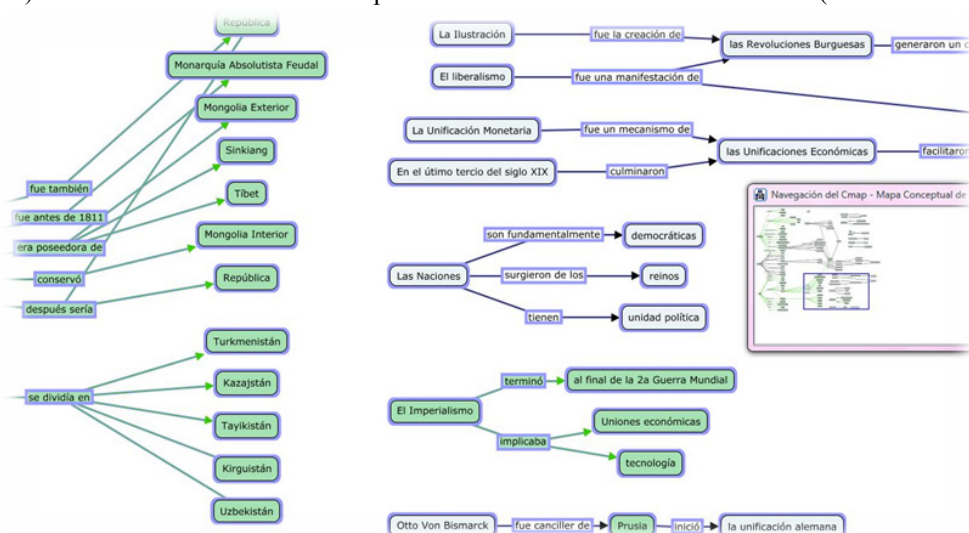 República
Monarquía Absolutista Feudal
Mongolia Exterior
Sinkiang
Tíbet
Mongolia Interior
República
fue también
fue antes de 1811
era poseedora de
conservó
después sería
se dividía en
Turkmenistán
Kazajstán
Tayikistán
Kirguistán
Uzbekistán
La Ilustración fue la creación de las Revoluciones Burguesas generaron un
El liberalismo fue una manifestación de
La Unificación Monetaria fue un mecanismo de las Unificaciones Económicas facilitaron
En el útimo tercio del siglo XIX culminaron
Navegación del Cmap - Mapa Conceptual de
Las Naciones
son fundamentalmente democráticas
surgieron de los reinos
tienen unidad política
El Imperialismo
terminó al final de la 2a Guerra Mundial
implicaba
Uniones económicas
tecnología
Otto Von Bismarck fue canciller de Prusia inició la unificación alemana